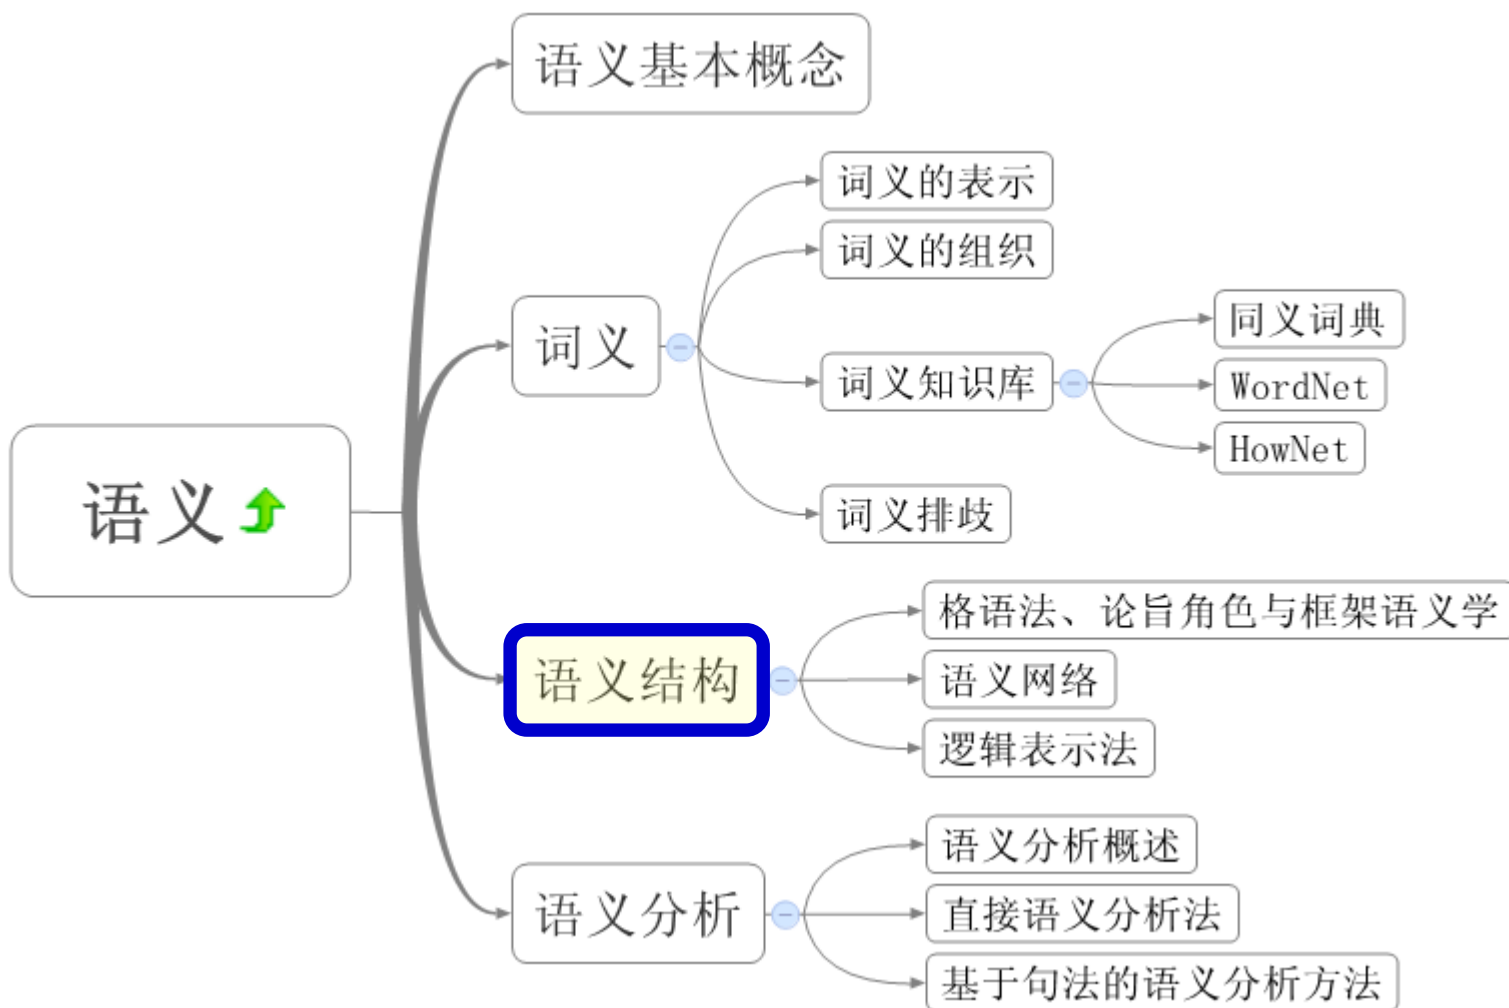 语义
语义基本概念
词义
词义的表示
词义的组织
词义知识库
同义词典
WordNet
HowNet
词义排歧
语义结构
格语法、论旨角色与框架语义学
语义网络
逻辑表示法
语义分析
语义分析概述
直接语义分析法
基于句法的语义分析方法